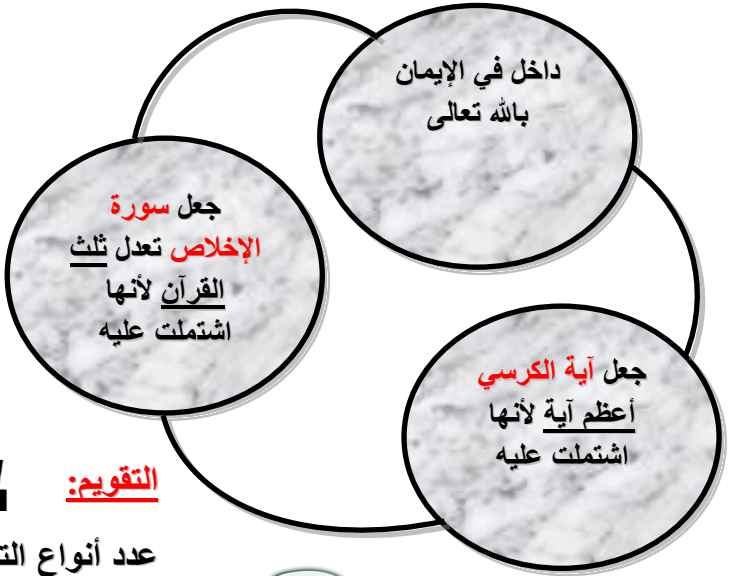 داخل في الإيمان
بالله تعالى
جعل سورة
الإخلاص تعدل ثلث
القرآن لأنها
اشتملت عليه
جعل آية الكرسي
أعظم آية لأنها
اشتملت عليه
التقويم:
عدد أنواع